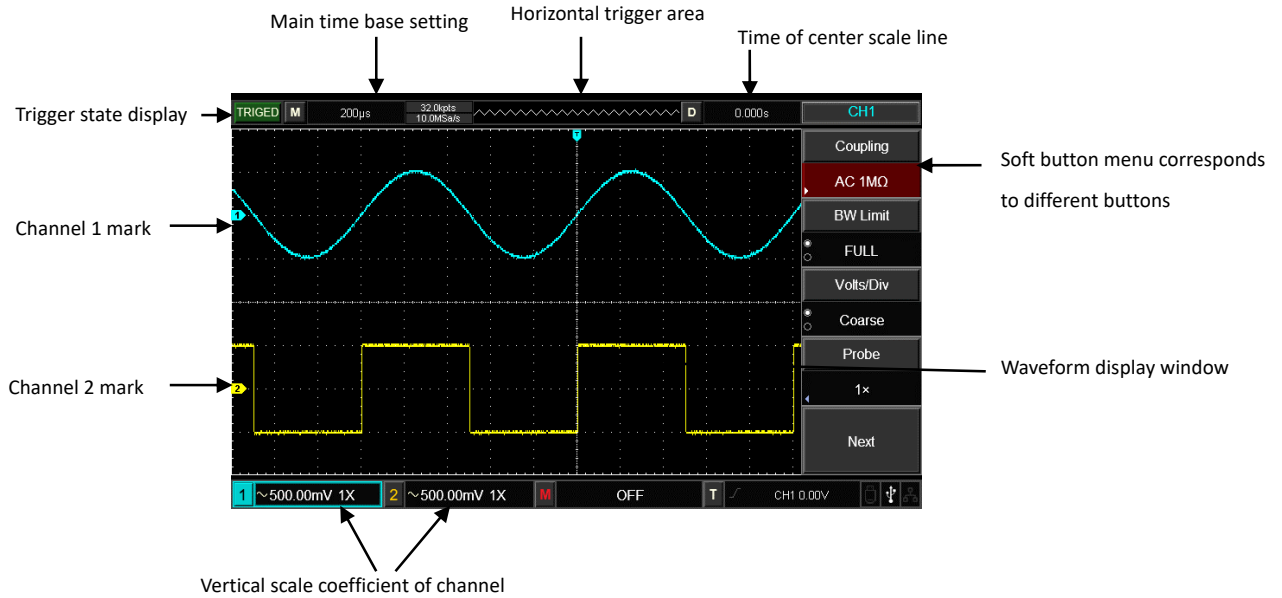 Main time base setting
Horizontal trigger area
Time of center scale line
Trigger state display
TRIGED M 200μs 32.0kpts D 0.000s CH1
10.0MSa/s
T
Coupling
Soft button menu corresponds
AC 1MΩ
to different buttons
1
BW Limit
Channel 1 mark
FULL
Volts/Div
Coarse
Probe
Waveform display window
Channel 2 mark
2
1×
Next
1 ~500.00mV 1X 2 ~500.00mV 1X M OFF T CH1 0.00V
Vertical scale coefficient of channel